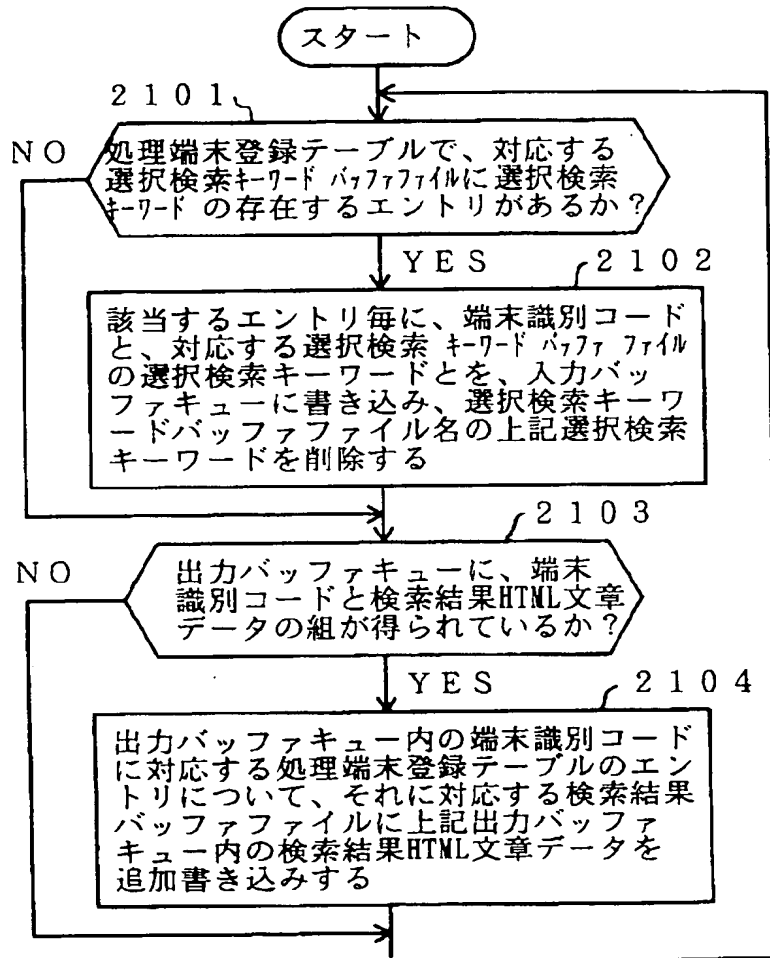 スタート
2101
NO
処理端末登録テーブルで、対応する
選択検索キーワード バッファファイルに選択検索
キーワード の存在するエントリがあるか?
YES
2102
該当するエントリ毎に、端末識別コード
と、対応する選択検索 キーワード バッファ ファイル
の選択検索キーワードとを、入力バッ
ファキューに書き込み、選択検索キーワ
ードバッファファイル名の上記選択検索
キーワードを削除する
2103
NO
出力バッファキューに、端末
識別コードと検索結果HTML文章
データの組が得られているか?
YES
2104
出力バッファキュー内の端末識別コード
に対応する処理端末登録テーブルのエン
トリについて、それに対応する検索結果
バッファファイルに上記出力バッファ
キュー内の検索結果HTML文章データを
追加書き込みする